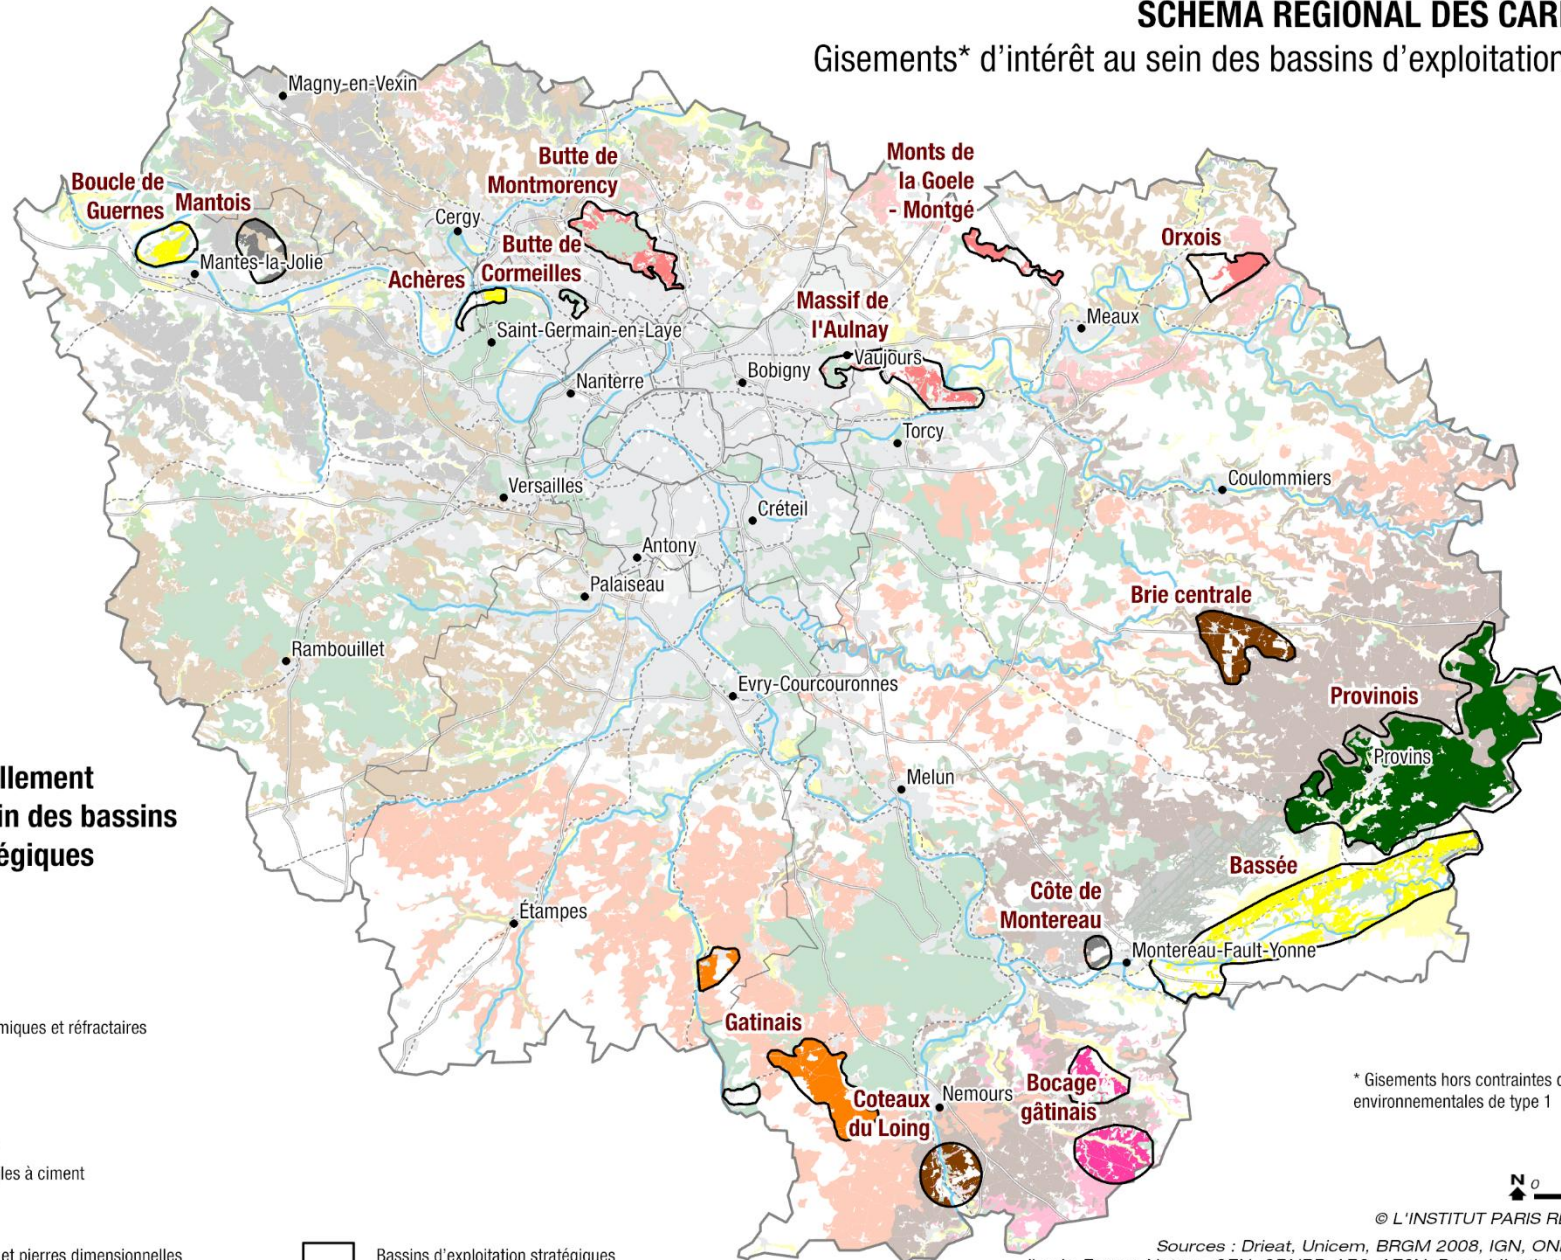 SCHEMA REGIONAL DES CAR
Gisements* d’intérêt au sein des bassins d’exploitation
Magny-en-Vexin
Butte de
Montmorency
Monts de
la Goele
- Montgé
Boucle de
Guernes
Mantois
Cergy
Orxois
Butte de
Cormeilles
Mantes-la-Jolie
Achères
Massif de
l'Aulnay
Meaux
Saint-Germain-en-Laye
Vaujours
Nanterre
Bobigny
Torcy
Coulommiers
Versailles
Créteil
Antony
Palaiseau
Brie centrale
Rambouillet
Evry-Courcouronnes
Provinois
Provins
Melun
llement
in des bassins
égiques
Bassée
Côte de
Montereau
Étampes
Montereau-Fault-Yonne
Gatinais
miques et réfractaires
Bocage
gâtinais
Nemours
Coteaux
du Loing
* Gisements hors contraintes
environnementales de type 1
les à ciment
N 0
© L'INSTITUT PARIS R
Sources : Drieat, Unicem, BRGM 2008, IGN, ON
et pierres dimensionnelles
Bassins d'exploitation stratégiques